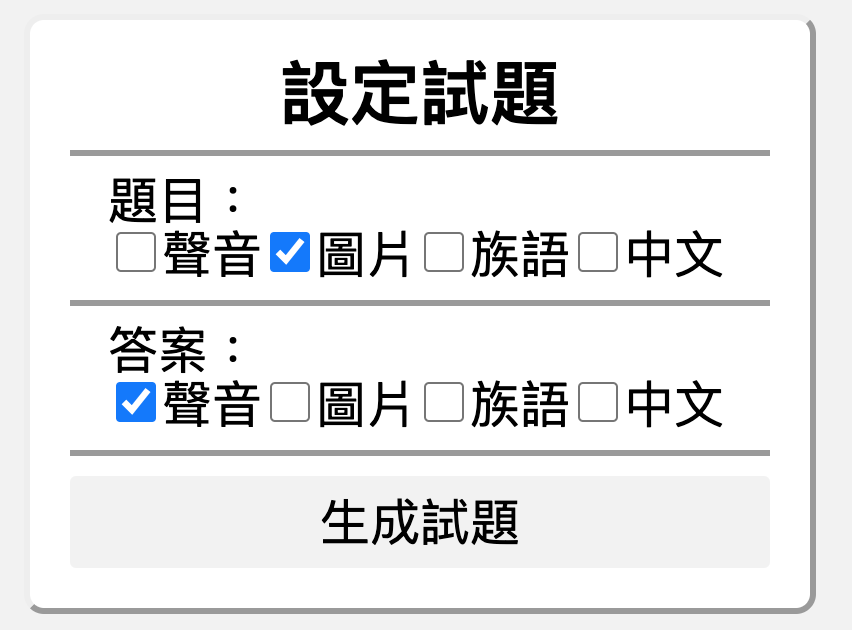 設定試題
題目：
聲音 圖片 族語 中文
答案：
聲音 圖片 族語 中文
生成試題